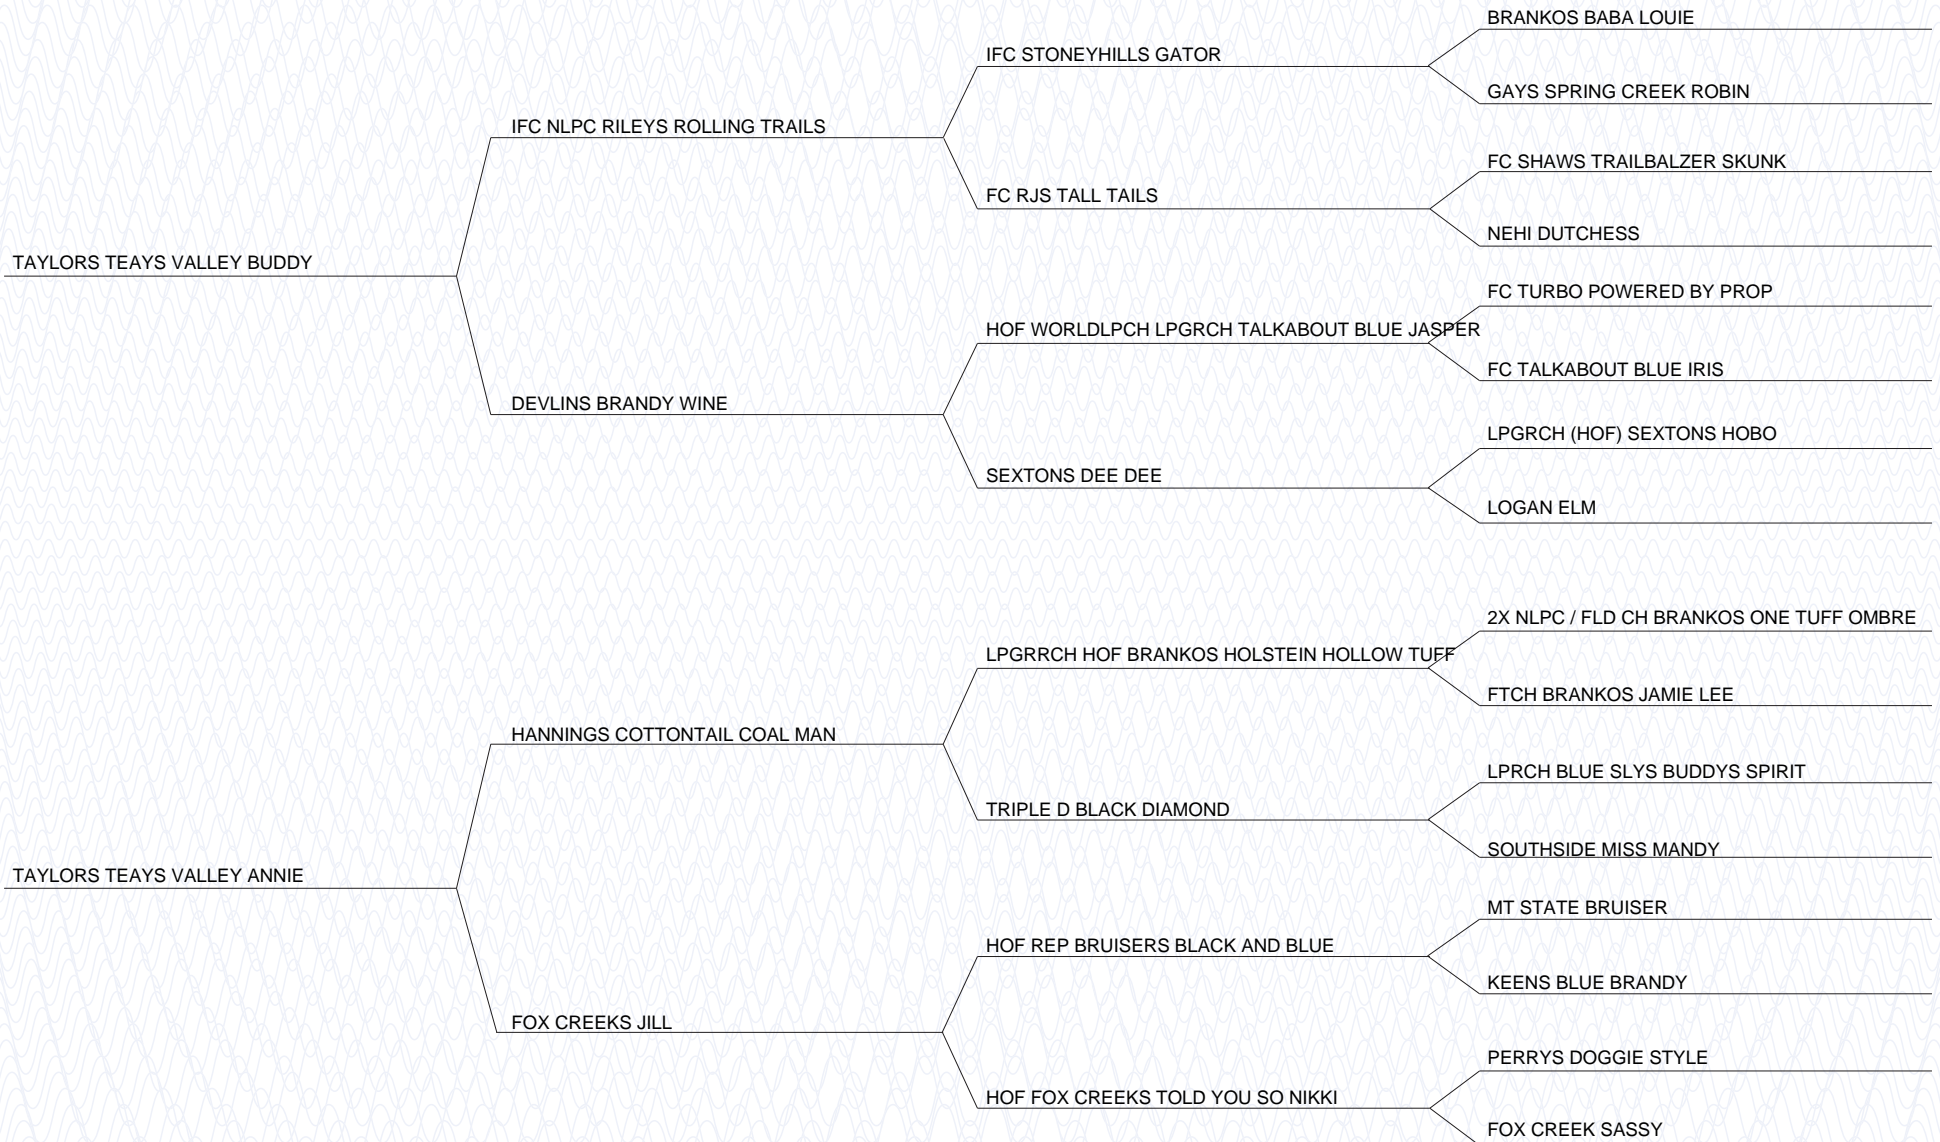 BRANKOS BABA LOUIE
IFC STONEYHILLS GATOR
GAYS SPRING CREEK ROBIN
IFC NLPC RILEYS ROLLING TRAILS
FC SHAWS TRAILBALZER SKUNK
FC RJS TALL TAILS
NEHI DUTCHESS
TAYLORS TEAYS VALLEY BUDDY
FC TURBO POWERED BY PROP
HOF WORLDLPCH LPGRCH TALKABOUT BLUE JASPER
FC TALKABOUT BLUE IRIS
DEVLINS BRANDY WINE
LPGRCH (HOF) SEXTONS HOBO
SEXTONS DEE DEE
LOGAN ELM
2X NLPC / FLD CH BRANKOS ONE TUFF OMBRE
LPGRRCH HOF BRANKOS HOLSTEIN HOLLOW TUFF
FTCH BRANKOS JAMIE LEE
HANNINGS COTTONTAIL COAL MAN
LPRCH BLUE SLYS BUDDYS SPIRIT
TRIPLE D BLACK DIAMOND
SOUTHSIDE MISS MANDY
TAYLORS TEAYS VALLEY ANNIE
MT STATE BRUISER
HOF REP BRUISERS BLACK AND BLUE
KEENS BLUE BRANDY
FOX CREEKS JILL
PERRYS DOGGIE STYLE
HOF FOX CREEKS TOLD YOU SO NIKKI
FOX CREEK SASSY